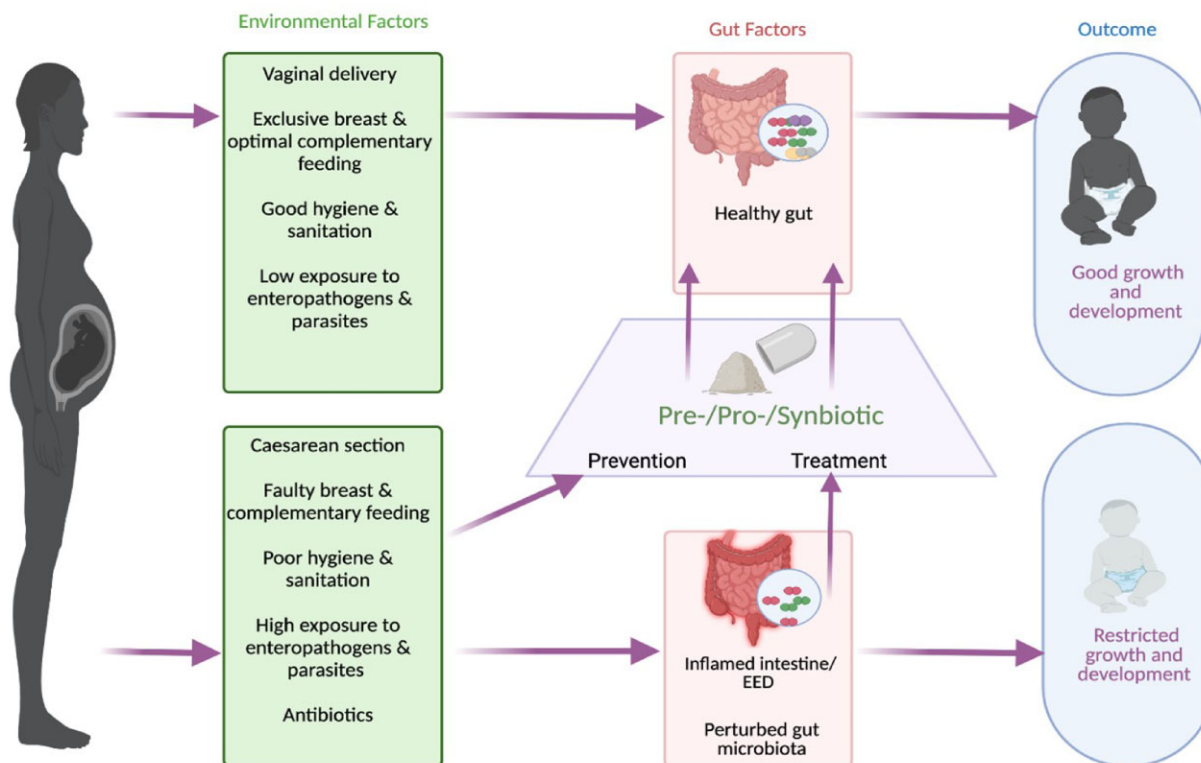 Environmental Factors
Gut Factors
Outcome
Vaginal delivery
Exclusive breast &
optimal complementary
feeding
Good hygiene &
sanitation
Low exposure to
enteropathogens &
parasites
Healthy gut
Good growth
and
development
Pre-/Pro-/Synbiotic
Prevention
Treatment
Caesarean section
Faulty breast &
complementary feeding
Poor hygiene &
sanitation
High exposure to
enteropathogens &
parasites
Antibiotics
Inflamed intestine/
EED
Perturbed gut
microbiota
Restricted
growth and
development